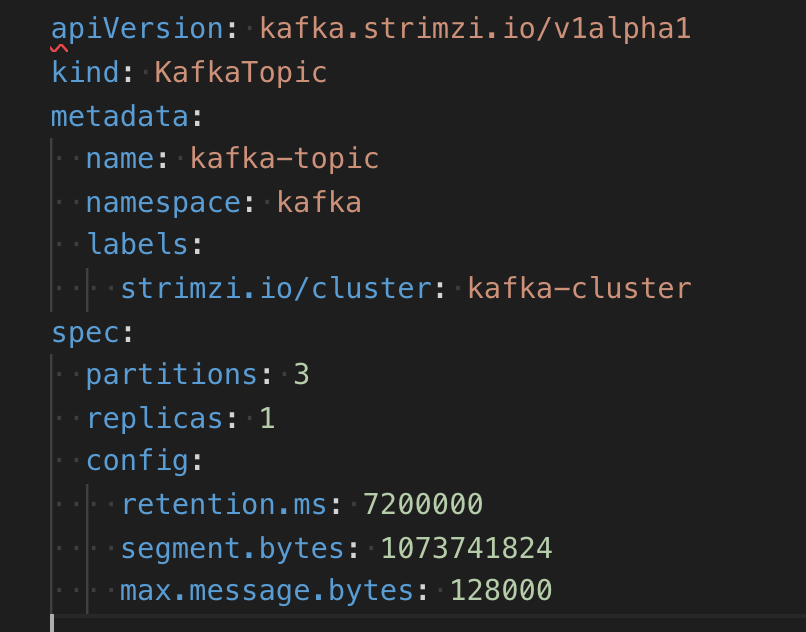 apiVersion: kafka.strimzi.io/v1alpha1
kind: KafkaTopic
metadata:
  name: kafka-topic
  namespace: kafka
  labels:
    strimzi.io/cluster: kafka-cluster
spec:
  partitions: 3
  replicas: 1
  config:
    retention.ms: 7200000
    segment.bytes: 1073741824
    max.message.bytes: 128000